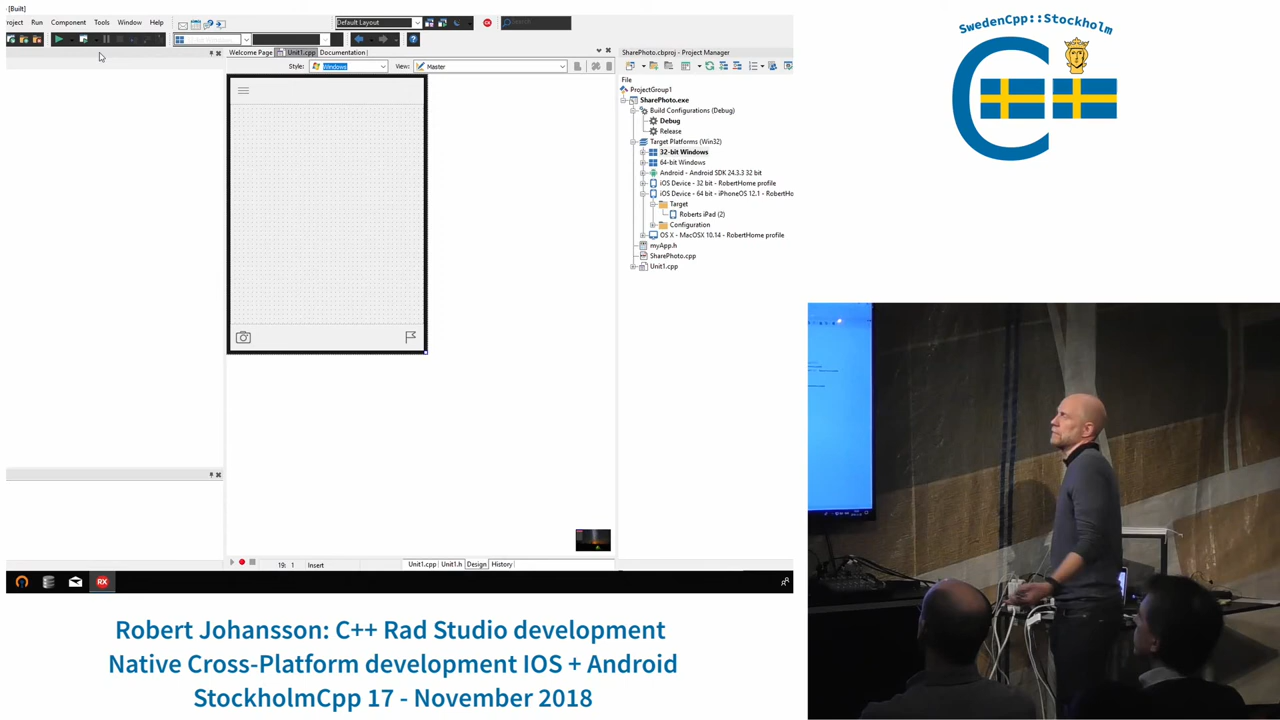 - [Built]
roject Run Component Tools Window Help
Default Layout
Search
Welcome Page Unit1.cpp Documentation
Style: Windows View: Master
SharePhoto.cbproj - Project Manager
File
ProjectGroup1
SharePhoto.exe
Build Configurations (Debug)
Debug
Release
Target Platforms (Win32)
32-bit Windows
64-bit Windows
Android - Android SDK 24.3.3 32 bit
iOS Device - 32 bit - RobertHome profile
iOS Device - 64 bit - iPhoneOS 12.1 - RobertHo
Target
Roberts iPad (2)
Configuration
OS X - MacOSX 10.14 - RobertHome profile
myApp.h
SharePhoto.cpp
Unit1.cpp
19: 1 Insert
Unit1.cpp Unit1.h Design History
RX
SwedenCpp::Stockholm
C
Robert Johansson: C++ Rad Studio development
Native Cross-Platform development IOS + Android
StockholmCpp 17 - November 2018